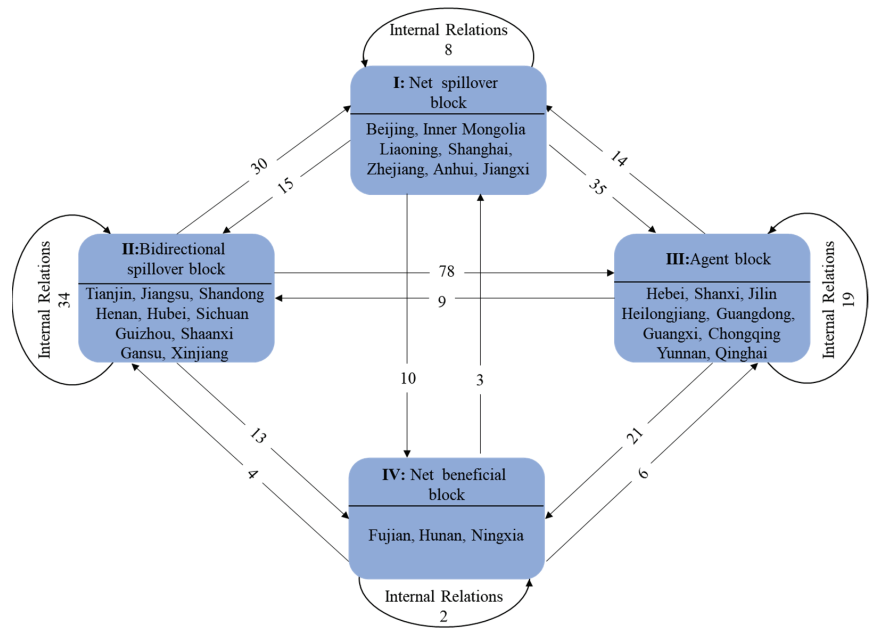 Internal Relations
8
I: Net spillover
block
Beijing, Inner Mongolia
Liaoning, Shanghai,
Zhejiang, Anhui, Jiangxi
30
15
14
35
Internal Relations
34
II:Bidirectional
spillover block
Tianjin, Jiangsu, Shandong
Henan, Hubei, Sichuan
Guizhou, Shaanxi
Gansu, Xinjiang
78
9
III:Agent block
Hebei, Shanxi, Jilin
Heilongjiang, Guangdong,
Guangxi, Chongqing
Yunnan, Qinghai
Internal Relations
19
10
3
13
4
21
6
IV: Net beneficial
block
Fujian, Hunan, Ningxia
Internal Relations
2